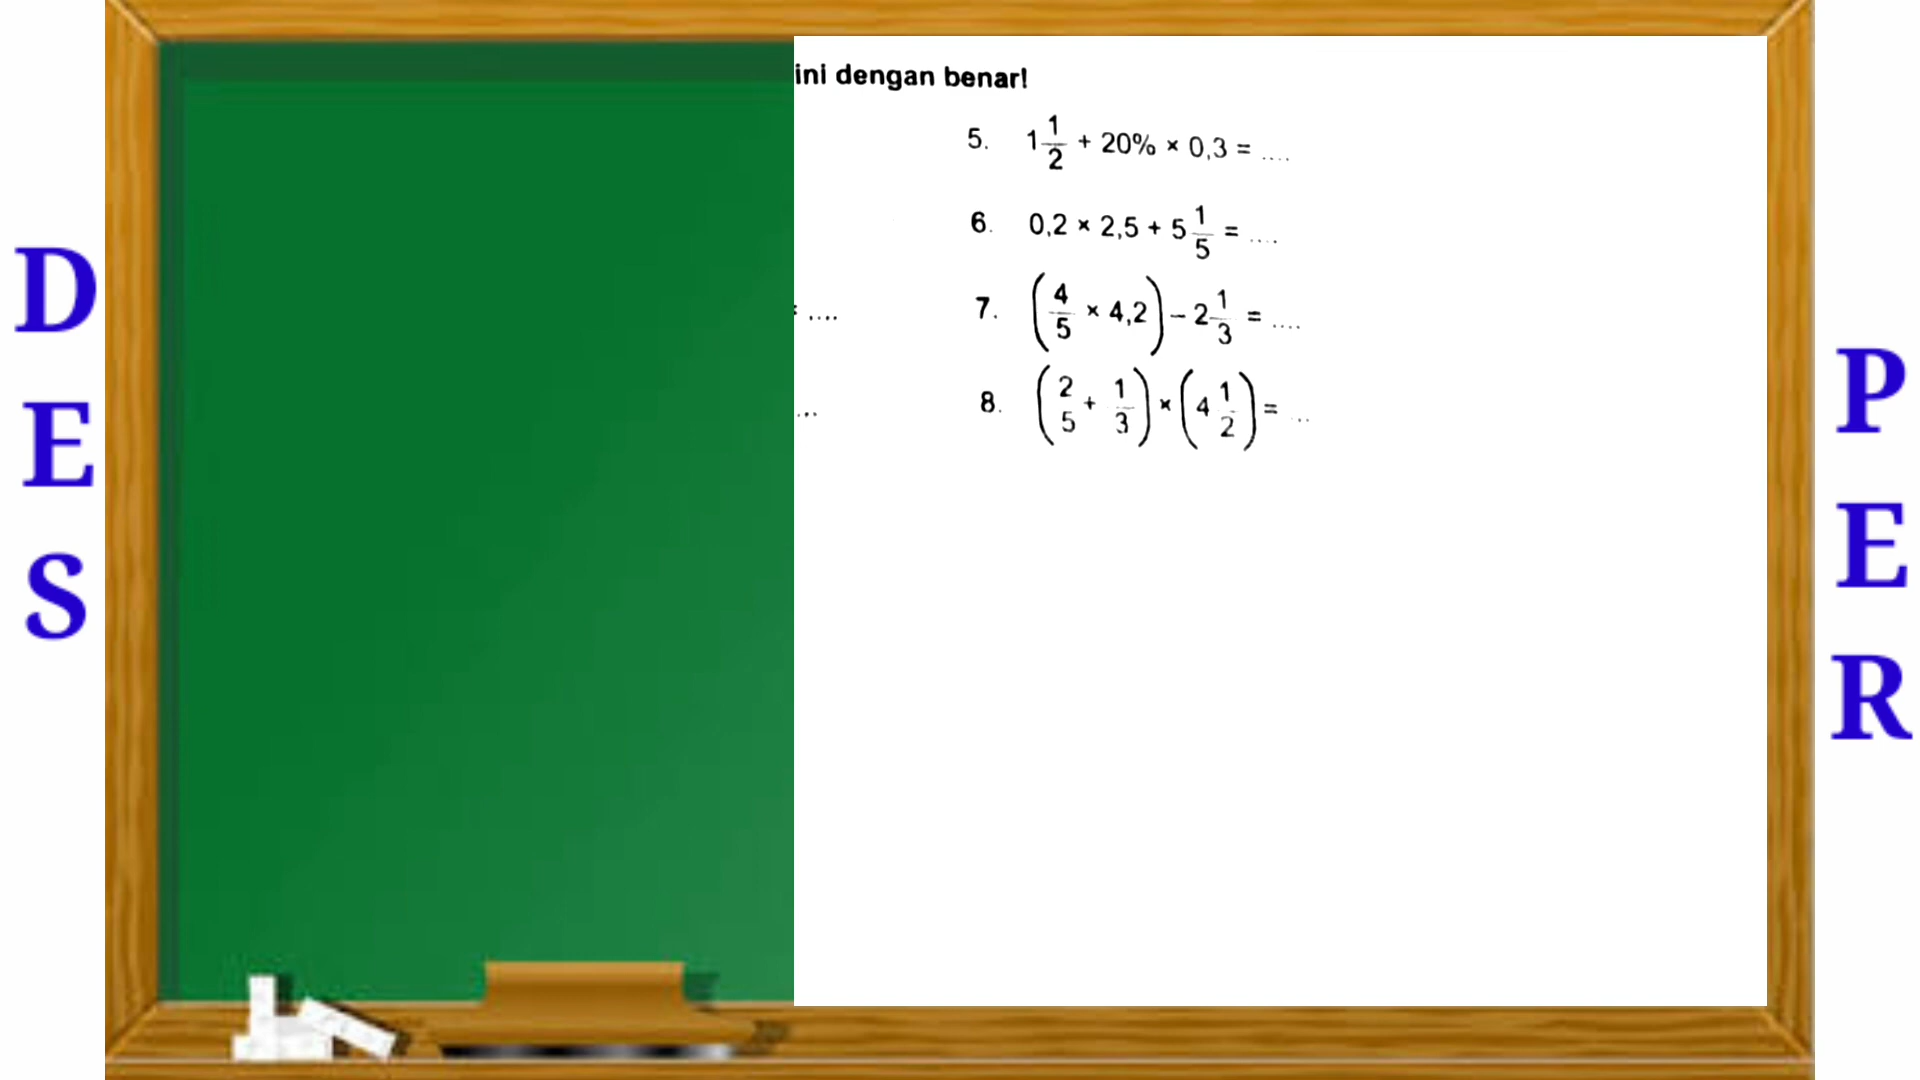 D
E
S
ini dengan benar!
5. 1 1/2 + 20% × 0,3 = ....
6. 0,2 × 2,5 + 5 1/5 = ....
= ....
7. (4/5 × 4,2) – 2 1/3 = ....
...
8. (2/5 + 1/3) × (4 1/2) = ...
P
E
R